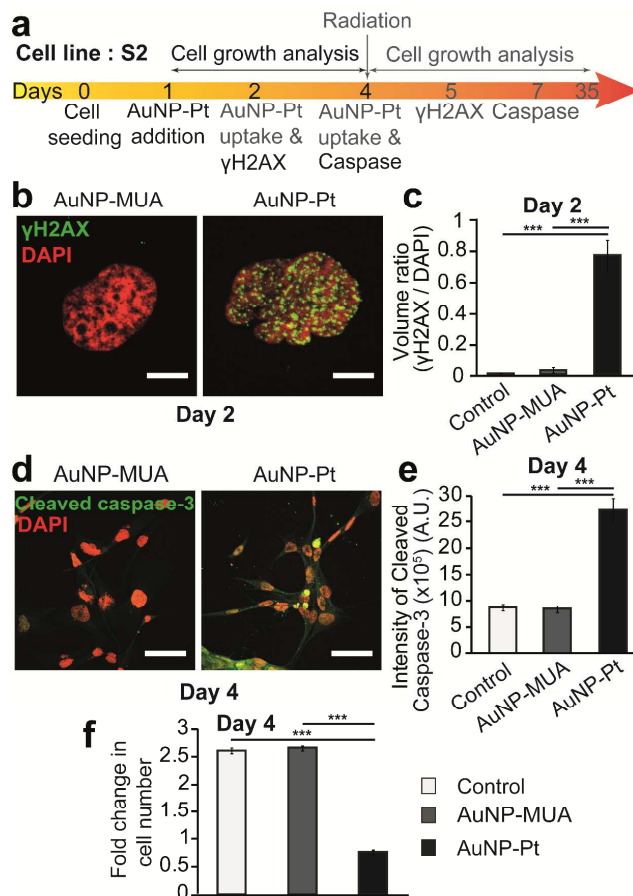 a
Radiation
Cell line : S2
Cell growth analysis
Cell growth analysis
Days 0 1 2 4 5 7 35
Cell seeding
AuNP-Pt addition
AuNP-Pt uptake & γH2AX
AuNP-Pt uptake & Caspase
γH2AX Caspase
b
AuNP-MUA
AuNP-Pt
γH2AX
DAPI
Day 2
c
Day 2
***
***
Volume ratio
(γH2AX / DAPI)
1
0.8
0.6
0.4
0.2
0
Control
AuNP-MUA
AuNP-Pt
d
AuNP-MUA
AuNP-Pt
Cleaved caspase-3
DAPI
Day 4
e
Day 4
***
***
Intensity of Cleaved
Caspase-3 (x10⁵) (A.U.)
30
25
20
15
10
5
0
Control
AuNP-MUA
AuNP-Pt
f
Day 4
***
***
Fold change in
cell number
3
2.5
2
1.5
1
0.5
0
Control
AuNP-MUA
AuNP-Pt